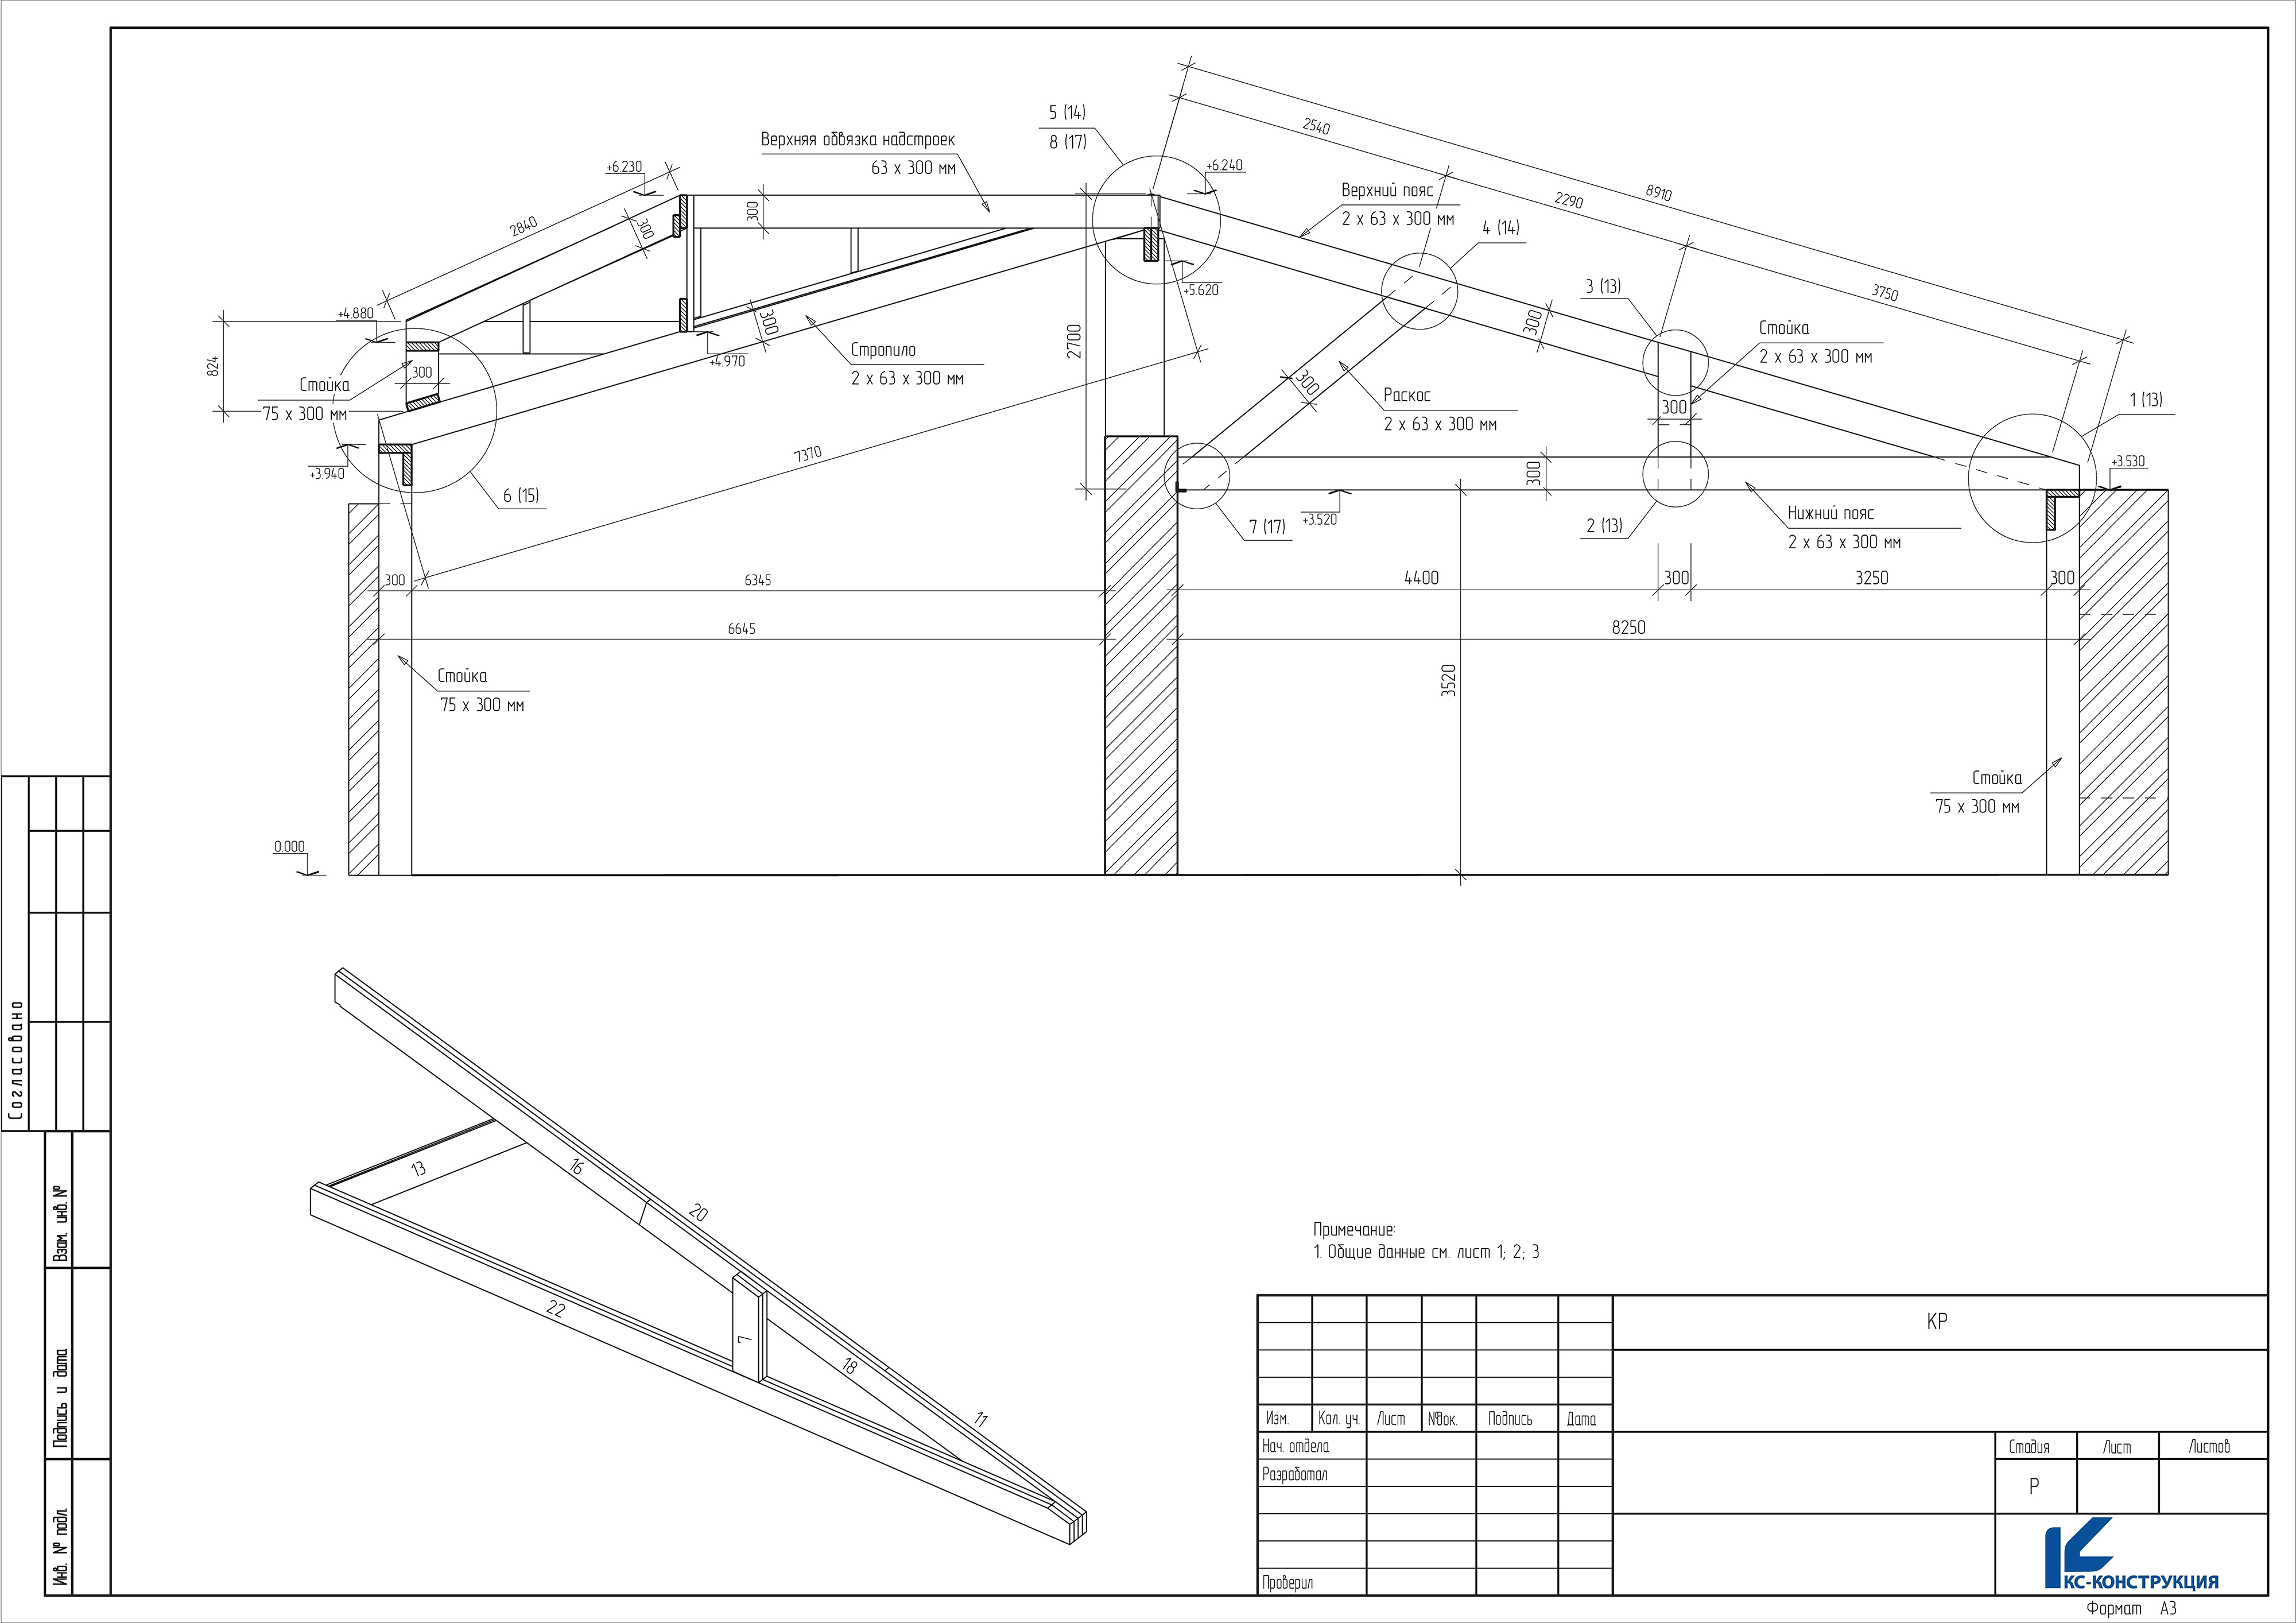 5 (14)
8 (17)
Верхняя обвязка надстроек
63 x 300 мм
+6.230
+6.240
2540
2290
8910
3750
Верхний пояс
2 x 63 x 300 мм
4 (14)
3 (13)
Стойка
2 x 63 x 300 мм
1 (13)
2840
300
300
+4.880
824
Стойка
75 x 300 мм
300
+3.940
6 (15)
300
+4.970
Стропило
2 x 63 x 300 мм
7370
2700
+5.620
300
Раскос
2 x 63 x 300 мм
300
300
300
+3.530
7 (17)
+3.520
2 (13)
Нижний пояс
2 x 63 x 300 мм
300
6345
4400
300
3250
300
6645
8250
3520
Стойка
75 x 300 мм
Стойка
75 x 300 мм
0.000
13
16
20
22
7
18
11
Примечание:
1. Общие данные см. лист 1; 2; 3
Согласовано
Взам. инв. №
Подпись и дата
Инв. № подл.
КР
Изм.
Кол. уч.
Лист
№док.
Подпись
Дата
Нач. отдела
Разработал
Проверил
Стадия
Лист
Листов
Р
КС-КОНСТРУКЦИЯ
Формат А3